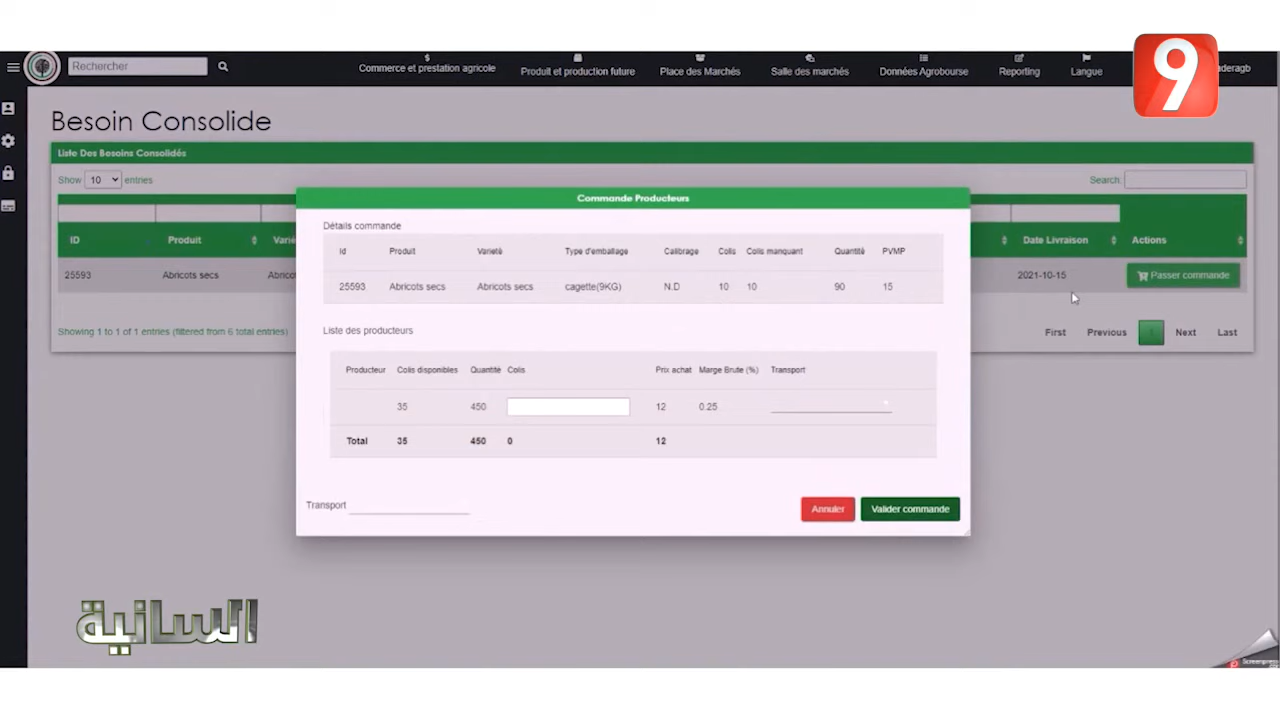 Rechercher
Commerce et prestation agricole
Produit et production future
Place des Marchés
Salle des marchés
Données Agrobourse
Reporting
Langue
9
Besoin Consolide
Liste Des Besoins Consolidés
Show 10 entries
Search:
Commande Producteurs
ID Produit Date Livraison Actions
25593 Abricots secs 2021-10-15 Passer commande
Showing 1 to 1 of 1 entries (filtered from 6 total entries)
First Previous 1 Next Last
Détails commande
Id Produit Varieté Type d'emballage Calibrage Colis Colis manquant Quantité PVMP
25593 Abricots secs Abricots secs cagette(9KG) N.D 10 10 90 15
Liste des producteurs
Producteur Colis disponibles Quantité Colis Prix achat Marge Brute (%) Transport
35 450 12 0.25
Total 35 450 0 12
Transport
Annuler Valider commande
السانية